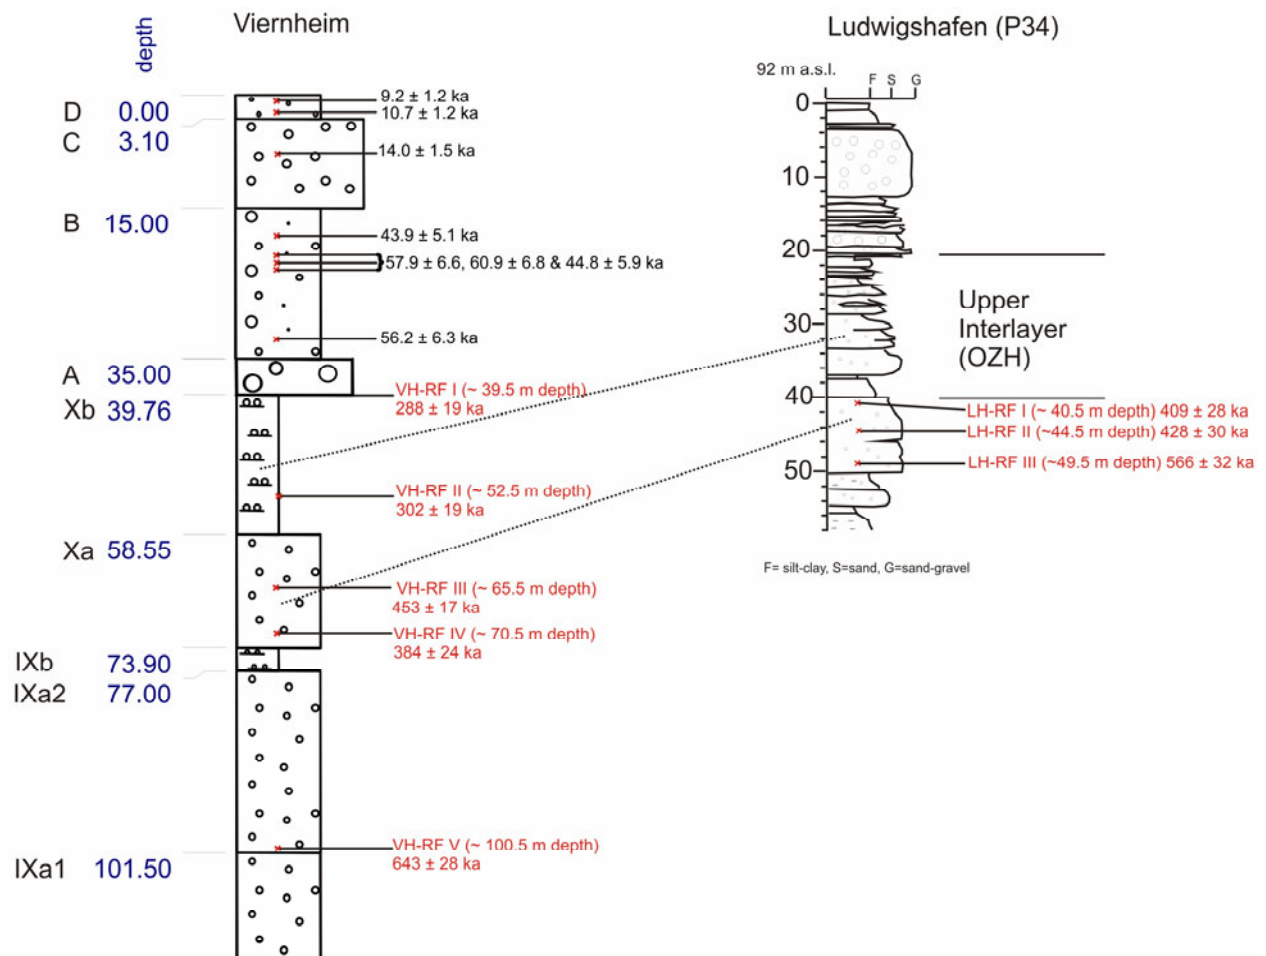 Viernheim
Ludwigshafen (P34)
depth
92 m a.s.l.
F S G
D 0.00
C 3.10
B 15.00
A 35.00
Xb 39.76
Xa 58.55
IXb 73.90
IXa2 77.00
IXa1 101.50
9.2 ± 1.2 ka
10.7 ± 1.2 ka
14.0 ± 1.5 ka
43.9 ± 5.1 ka
57.9 ± 6.6, 60.9 ± 6.8 & 44.8 ± 5.9 ka
56.2 ± 6.3 ka
VH-RF I (~ 39.5 m depth)
288 ± 19 ka
VH-RF II (~ 52.5 m depth)
302 ± 19 ka
VH-RF III (~ 65.5 m depth)
453 ± 17 ka
VH-RF IV (~ 70.5 m depth)
384 ± 24 ka
VH-RF V (~ 100.5 m depth)
643 ± 28 ka
0
10
20
30
40
50
Upper
Interlayer
(OZH)
LH-RF I (~ 40.5 m depth) 409 ± 28 ka
LH-RF II (~44.5 m depth) 428 ± 30 ka
LH-RF III (~49.5 m depth) 566 ± 32 ka
F= silt-clay, S=sand, G=sand-gravel